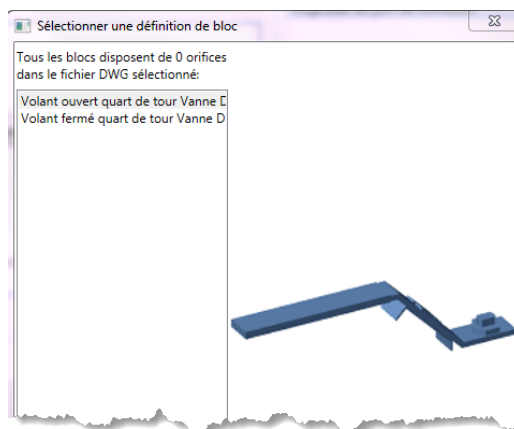 Sélectionner une définition de bloc
Tous les blocs disposent de 0 orifices
dans le fichier DWG sélectionné:
Volant ouvert quart de tour Vanne D
Volant fermé quart de tour Vanne D